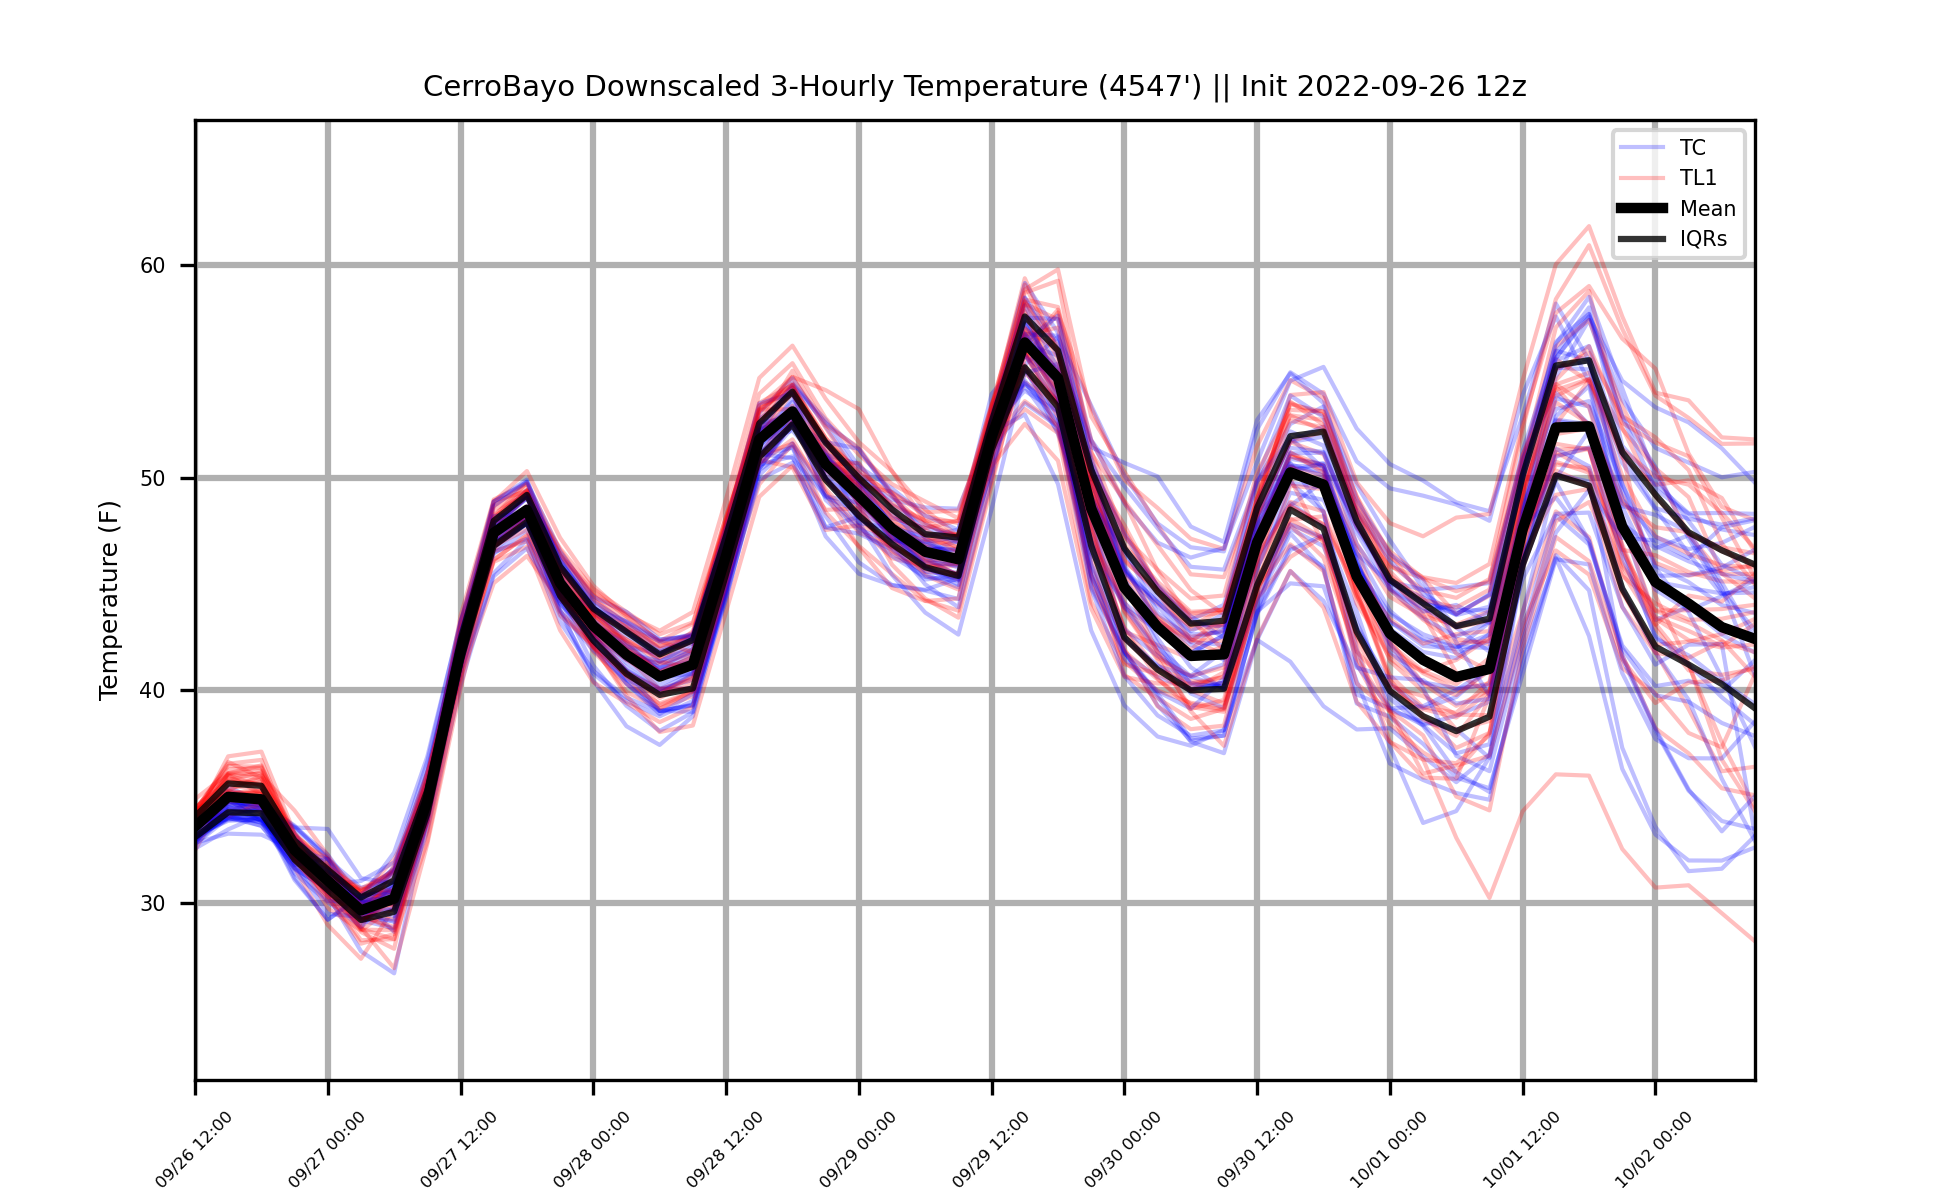 CerroBayo Downscaled 3-Hourly Temperature (4547') || Init 2022-09-26 12z
TC
TL1
Mean
IQRs
Temperature (F)
60
50
40
30
09/26 12:00
09/27 00:00
09/27 12:00
09/28 00:00
09/28 12:00
09/29 00:00
09/29 12:00
09/30 00:00
09/30 12:00
10/01 00:00
10/01 12:00
10/02 00:00